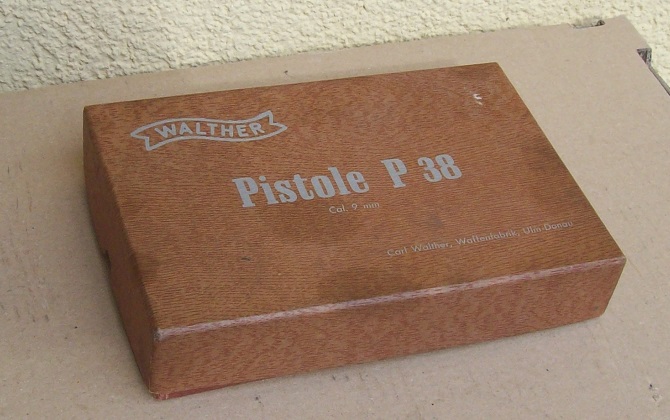 WALTHER
Pistole P 38
Cal. 9 mm
Carl Walther, Waffenfabrik, Ulm-Donau